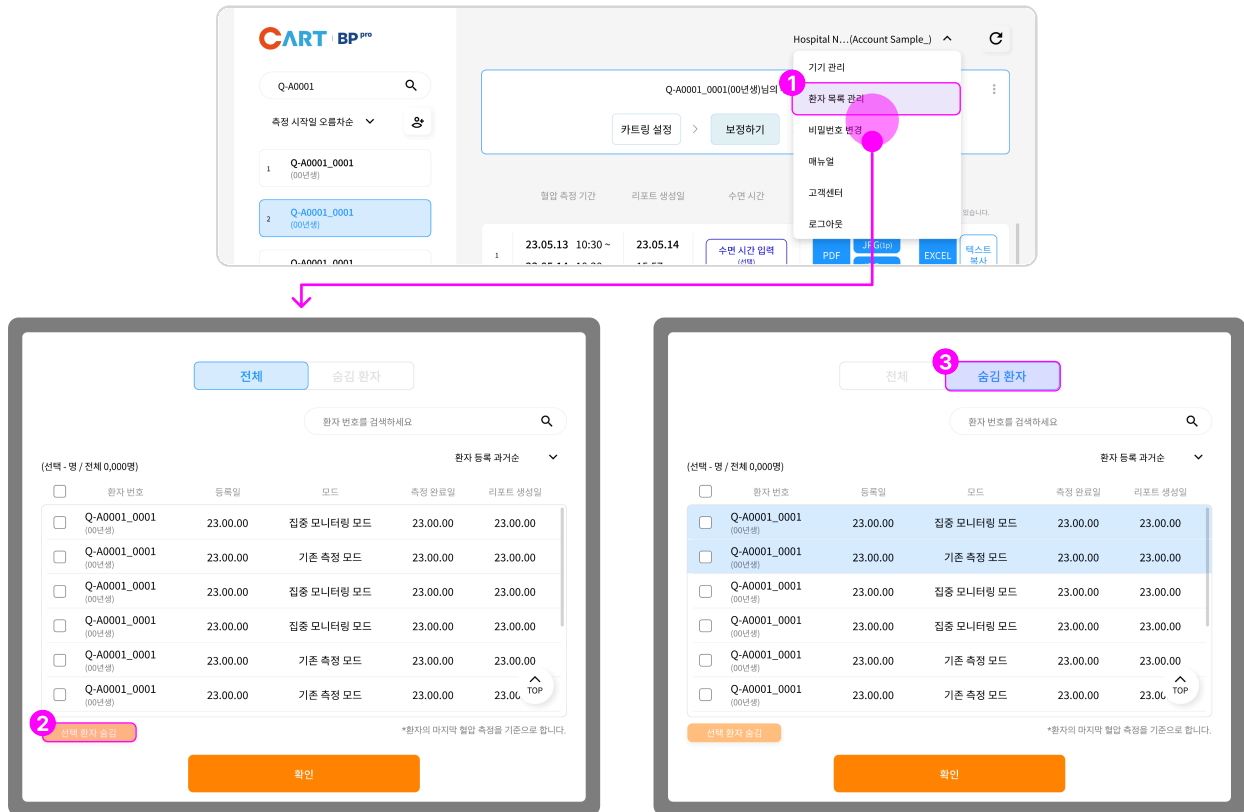 CART BP pro
Hospital N...(Account Sample_)
Q-A0001
측정 시작일 오름차순
1 Q-A0001_0001
(00년생)
2 Q-A0001_0001
(00년생)
Q-A0001_0001
Q-A0001_0001(00년생)님의
카트링 설정 > 보정하기
1
기기 관리
환자 목록 관리
비밀번호 변경
매뉴얼
고객센터
로그아웃
혈압 측정 기간 리포트 생성일 수면 시간
있습니다.
1 23.05.13 10:30 ~ 23.05.14 수면 시간 입력
(선택)
PDF JPG(1p) EXCEL 텍스트
복사
전체 숨김 환자
환자 번호를 검색하세요
환자 등록 과거순
(선택 - 명 / 전체 0,000명)
환자 번호 등록일 모드 측정 완료일 리포트 생성일
Q-A0001_0001 23.00.00 집중 모니터링 모드 23.00.00 23.00.00
(00년생)
Q-A0001_0001 23.00.00 기존 측정 모드 23.00.00 23.00.00
(00년생)
Q-A0001_0001 23.00.00 집중 모니터링 모드 23.00.00 23.00.00
(00년생)
Q-A0001_0001 23.00.00 집중 모니터링 모드 23.00.00 23.00.00
(00년생)
Q-A0001_0001 23.00.00 기존 측정 모드 23.00.00 23.00.00
(00년생)
Q-A0001_0001 23.00.00 기존 측정 모드 23.00.00 23.00
(00년생)
TOP
2
선택 환자 숨김
*환자의 마지막 혈압 측정을 기준으로 합니다.
확인
전체 3 숨김 환자
환자 번호를 검색하세요
환자 등록 과거순
(선택 - 명 / 전체 0,000명)
환자 번호 등록일 모드 측정 완료일 리포트 생성일
Q-A0001_0001 23.00.00 집중 모니터링 모드 23.00.00 23.00.00
(00년생)
Q-A0001_0001 23.00.00 기존 측정 모드 23.00.00 23.00.00
(00년생)
Q-A0001_0001 23.00.00 집중 모니터링 모드 23.00.00 23.00.00
(00년생)
Q-A0001_0001 23.00.00 집중 모니터링 모드 23.00.00 23.00.00
(00년생)
Q-A0001_0001 23.00.00 기존 측정 모드 23.00.00 23.00.00
(00년생)
Q-A0001_0001 23.00.00 기존 측정 모드 23.00.00 23.00
(00년생)
TOP
선택 환자 숨김
*환자의 마지막 혈압 측정을 기준으로 합니다.
확인